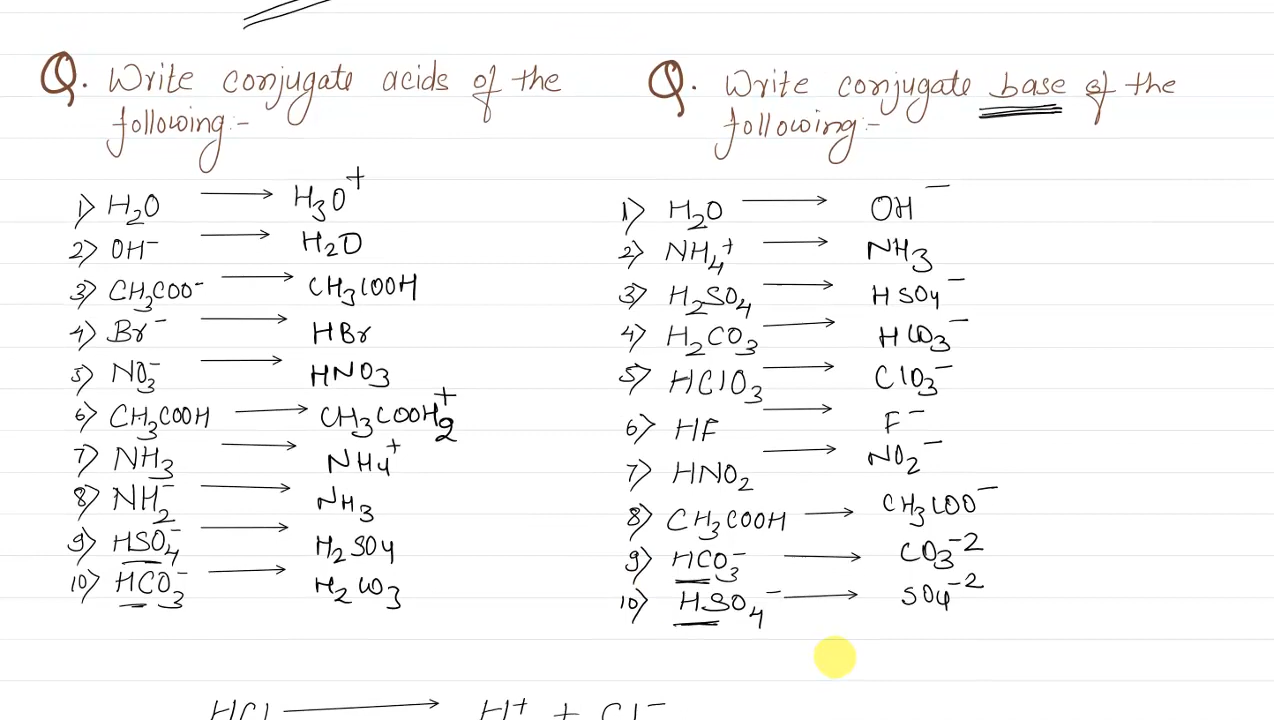 Q. Write conjugate acids of the
following:-
1) H₂O → H₃O⁺
2) OH⁻ → H₂O
3) CH₃COO⁻ → CH₃COOH
4) Br⁻ → HBr
5) NO₃⁻ → HNO₃
6) CH₃COOH → CH₃COOH₂⁺
7) NH₃ → NH₄⁺
8) NH₂⁻ → NH₃
9) HSO₄⁻ → H₂SO₄
10) HCO₃⁻ → H₂CO₃
Q. Write conjugate base of the
following:-
1) H₂O → OH⁻
2) NH₄⁺ → NH₃
3) H₂SO₄ → HSO₄⁻
4) H₂CO₃ → HCO₃⁻
5) HClO₃ → ClO₃⁻
6) HF → F⁻
7) HNO₂ → NO₂⁻
8) CH₃COOH → CH₃COO⁻
9) HCO₃⁻ → CO₃⁻²
10) HSO₄⁻ → SO₄⁻²
HCl → H⁺ + Cl⁻